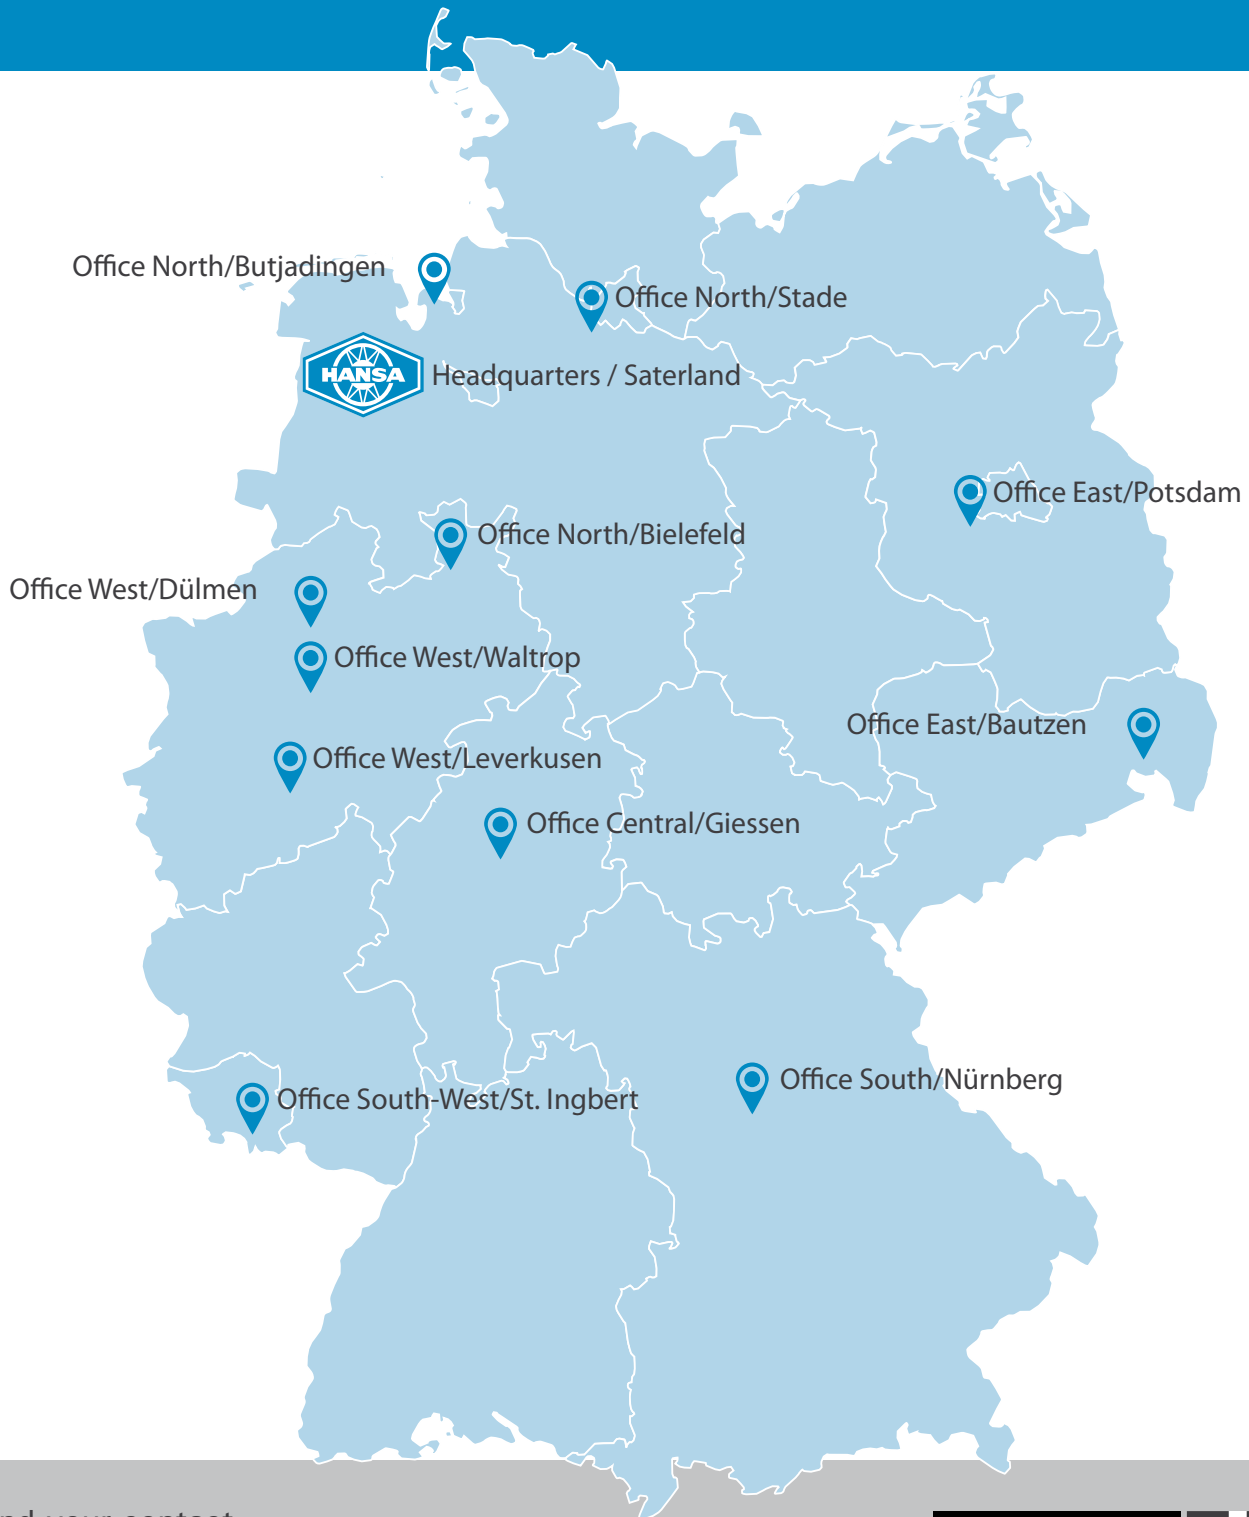 Office North/Butjadingen
Office North/Stade
HANSA
Headquarters / Saterland
Office East/Potsdam
Office North/Bielefeld
Office West/Dülmen
Office West/Waltrop
Office East/Bautzen
Office West/Leverkusen
Office Central/Giessen
Office South/Nürnberg
Office South-West/St. Ingbert
your contact